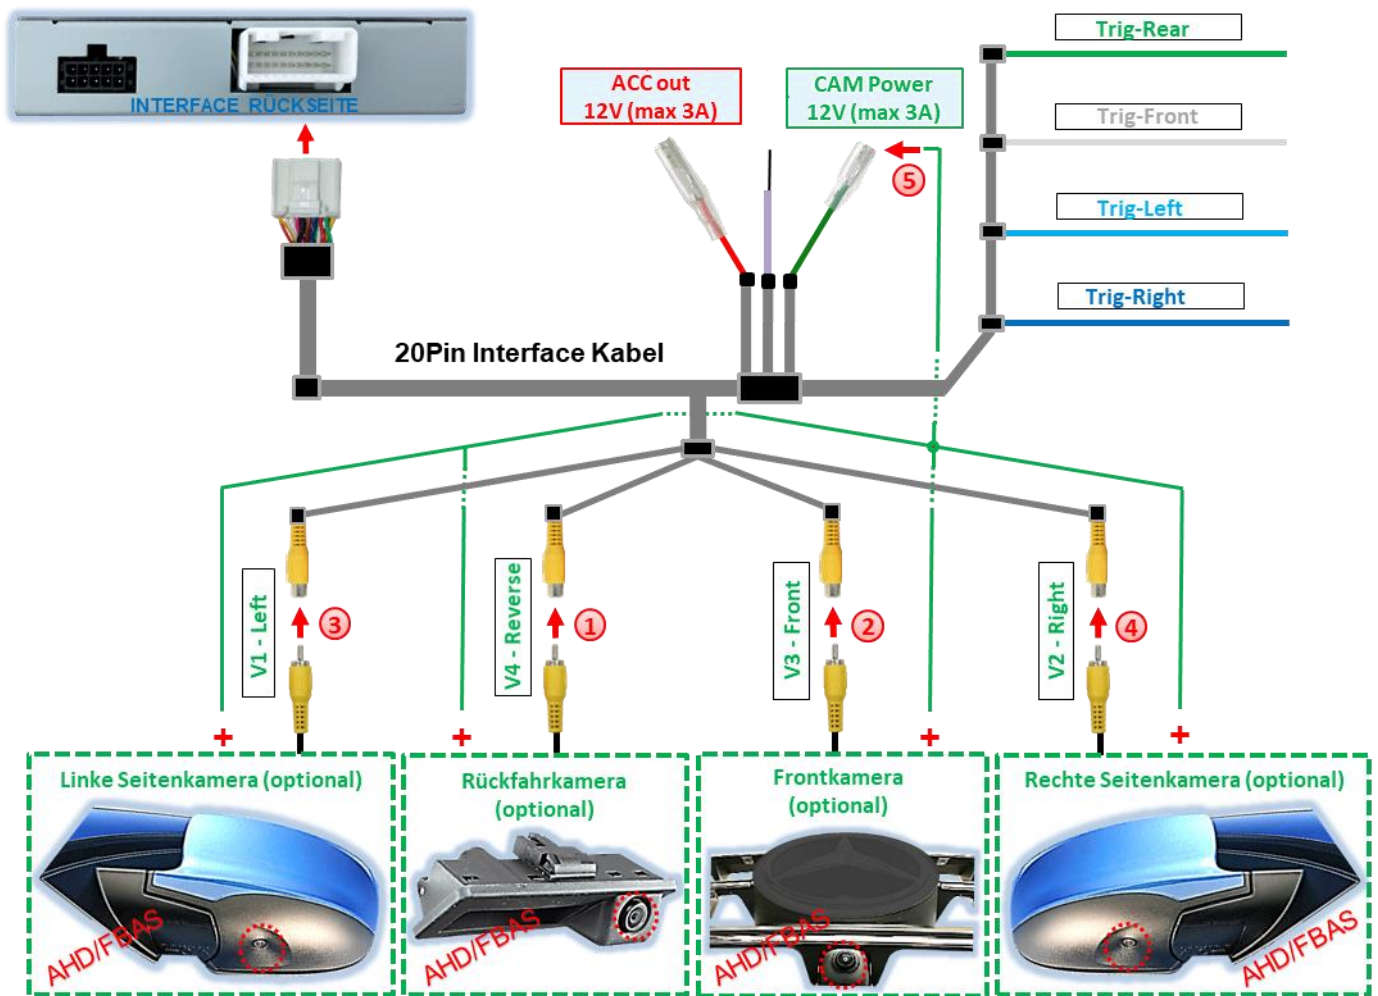 INTERFACE RÜCKSEITE
ACC out
12V (max 3A)
CAM Power
12V (max 3A)
5
Trig-Rear
Trig-Front
Trig-Left
Trig-Right
20Pin Interface Kabel
V1 - Left
3
V4 - Reverse
1
V3 - Front
2
V2 - Right
4
+
+
+
+
Linke Seitenkamera (optional)
AHD/FBAS
Rückfahrkamera
(optional)
AHD/FBAS
Frontkamera
(optional)
AHD/FBAS
Rechte Seitenkamera (optional)
AHD/FBAS